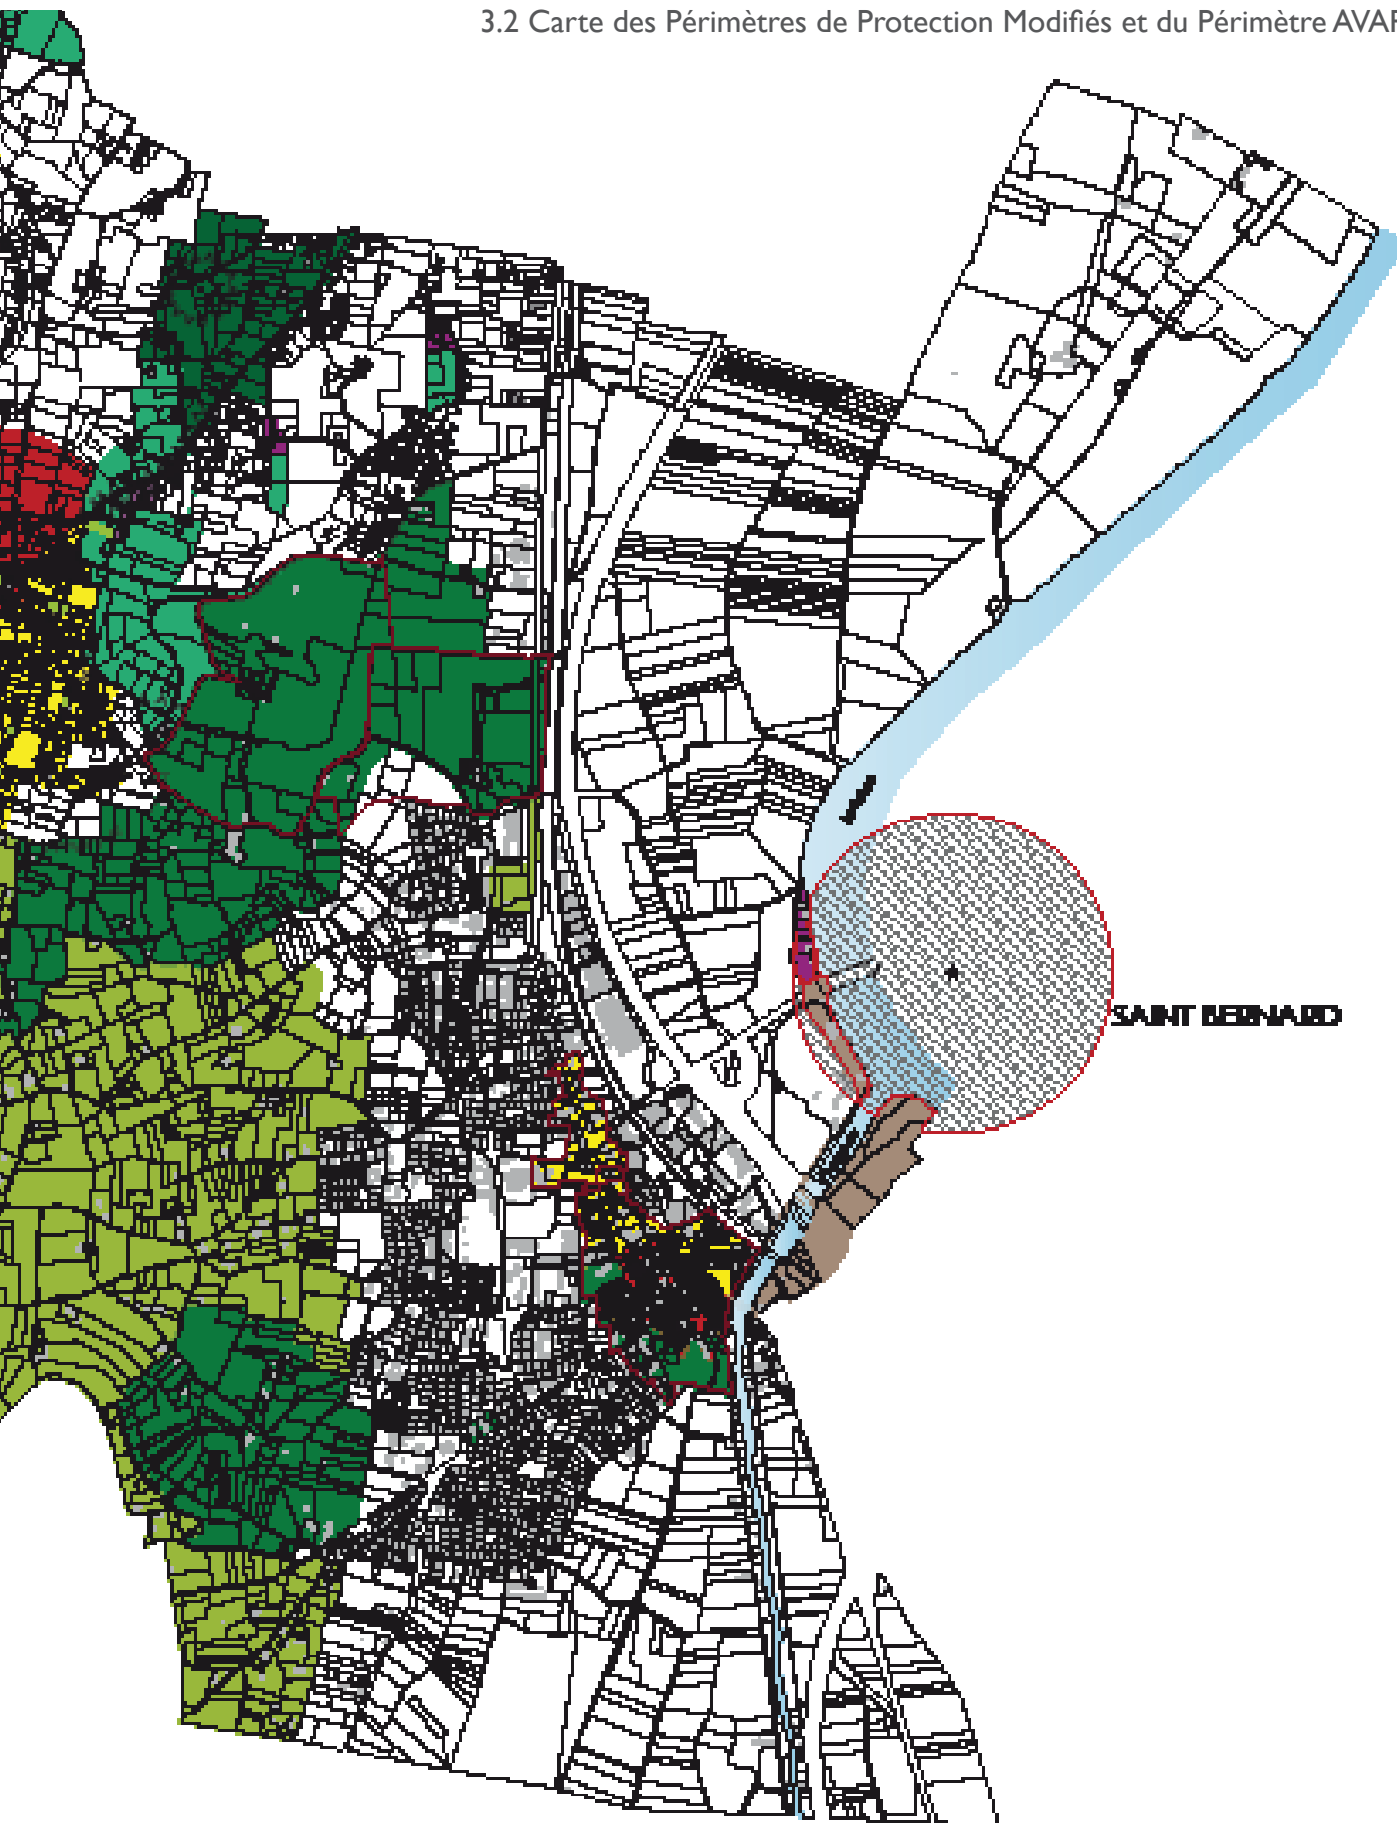 3.2 Carte des Périmètres de Protection Modifiés et du Périmètre AVAP
SAINT BERNARD